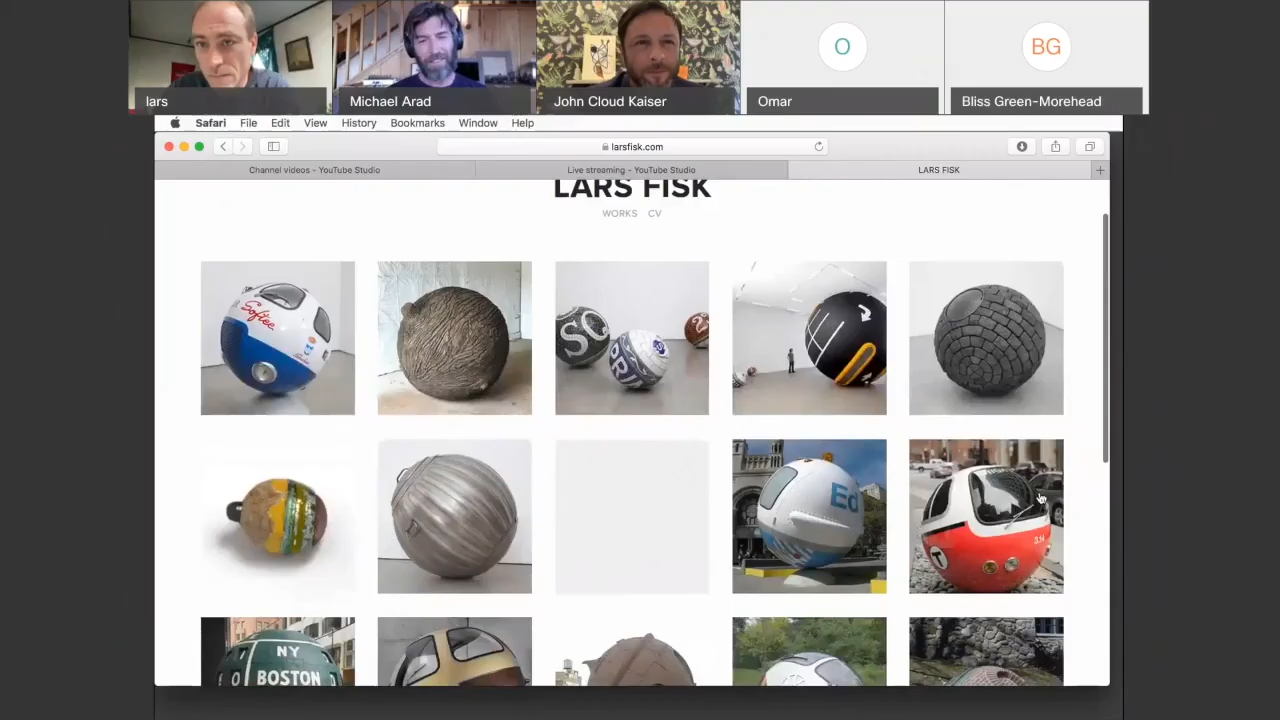 O
BG
lars
Michael Arad
John Cloud Kaiser
Omar
Bliss Green-Morehead
Safari File Edit View History Bookmarks Window Help
larsfisk.com
Channel videos - YouTube Studio
Live streaming - YouTube Studio
LARS FISK
LARS FISK
WORKS CV
Softee
SQ
Ed
T
NY
BOSTON